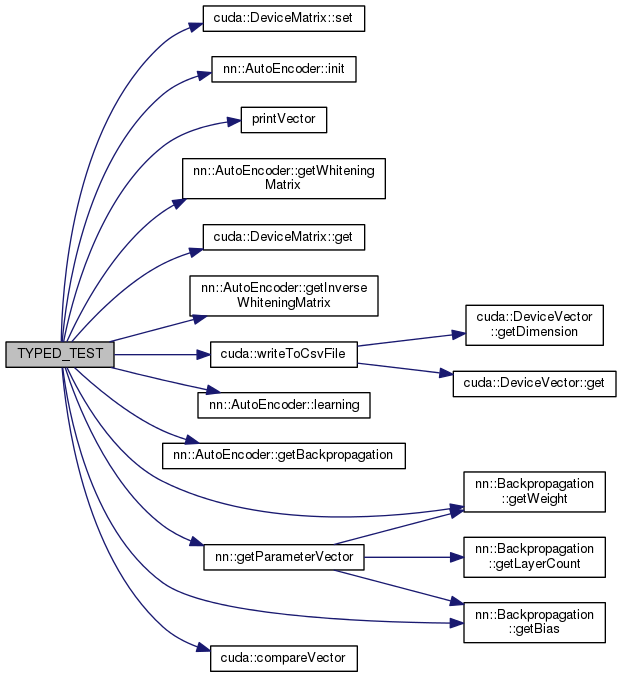 cuda::DeviceMatrix::set
nn::AutoEncoder::init
printVector
nn::AutoEncoder::getWhitening
Matrix
cuda::DeviceMatrix::get
nn::AutoEncoder::getInverse
WhiteningMatrix
TYPED_TEST
cuda::writeToCsvFile
cuda::DeviceVector
::getDimension
cuda::DeviceVector::get
nn::AutoEncoder::learning
nn::AutoEncoder::getBackpropagation
nn::Backpropagation
::getWeight
nn::getParameterVector
nn::Backpropagation
::getLayerCount
nn::Backpropagation
::getBias
cuda::compareVector